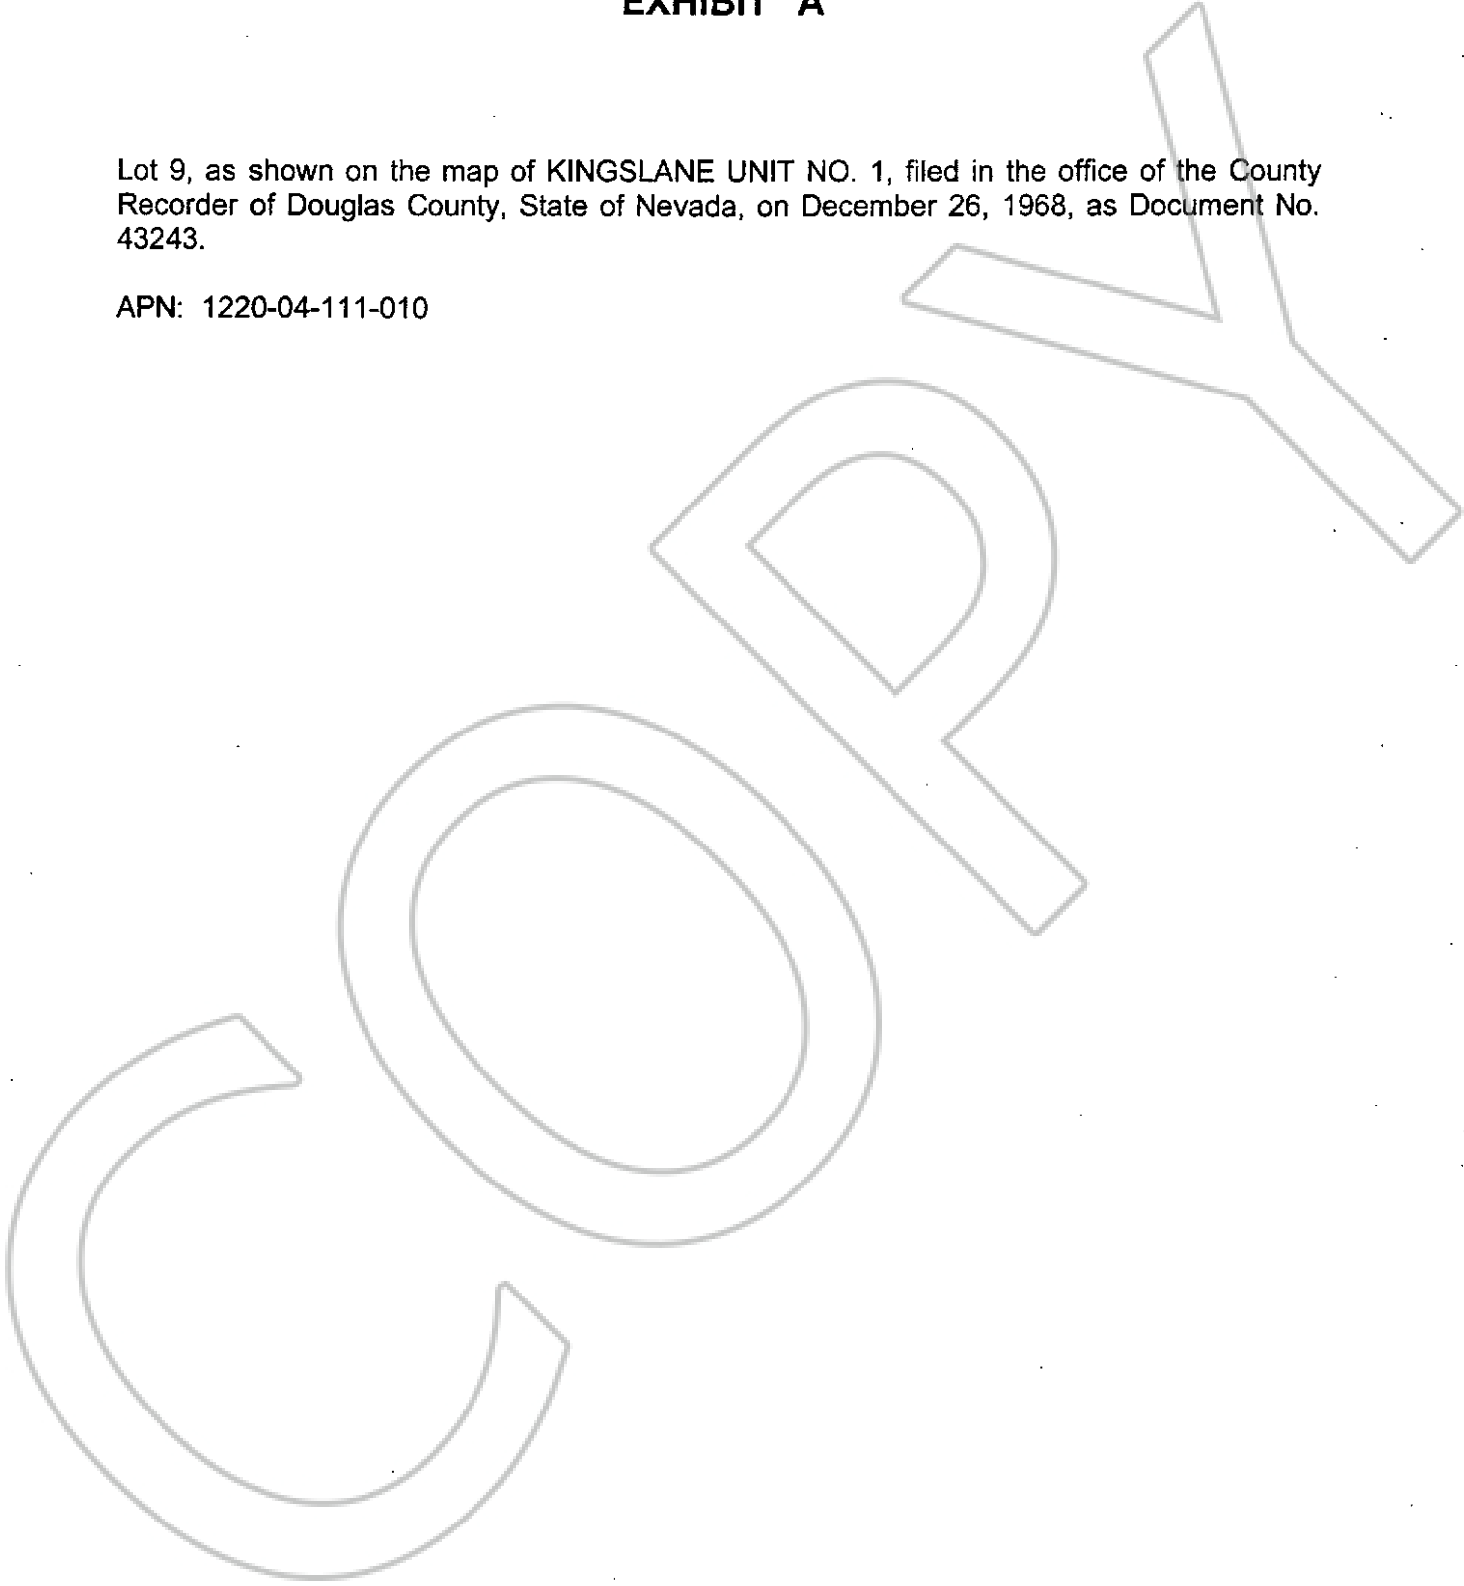 EXHIBIT "A"
Lot 9, as shown on the map of KINGSLANE UNIT NO. 1, filed in the office of the County
Recorder of Douglas County, State of Nevada, on December 26, 1968, as Document No.
43243.
APN: 1220-04-111-010
COPY